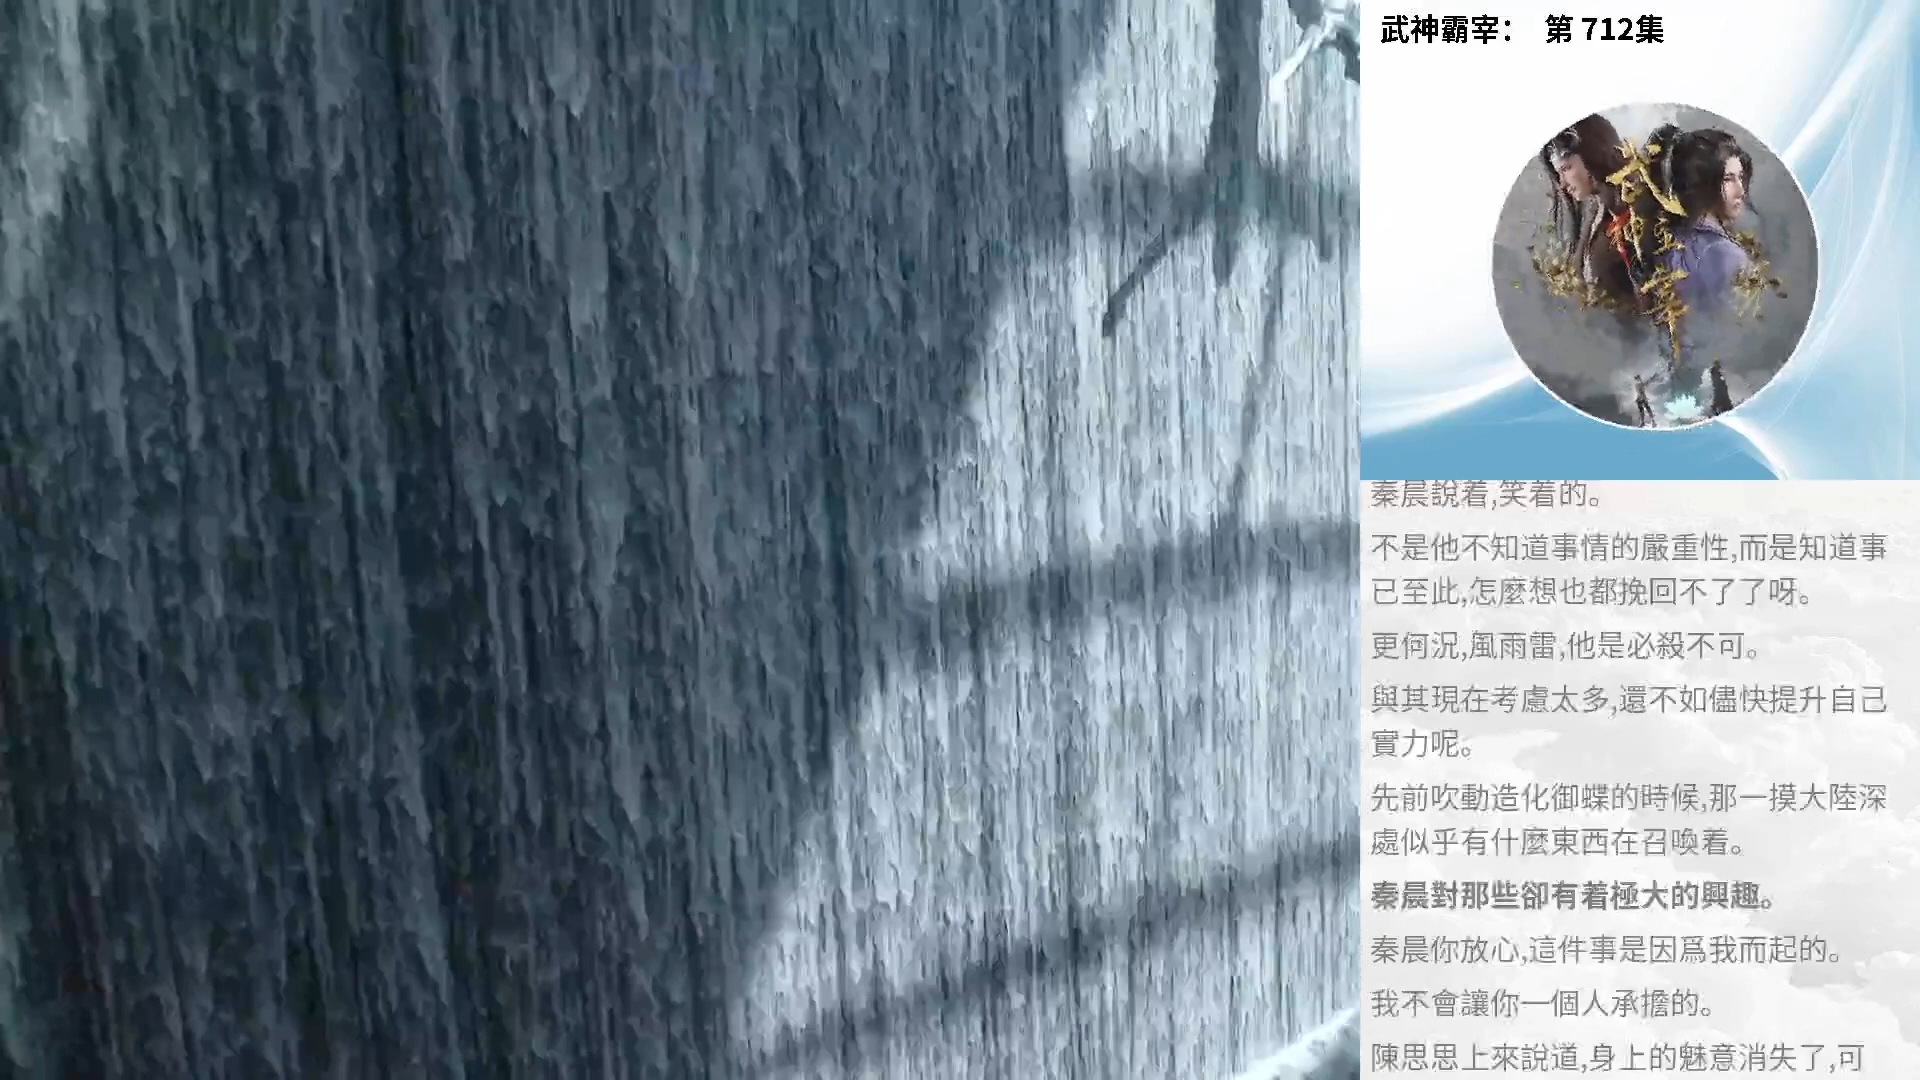 武神霸宰： 第 712集
武神主宰
秦晨說着,笑着的。
不是他不知道事情的嚴重性,而是知道事
已至此,怎麼想也都挽回不了了呀。
更何況,風雨雷,他是必殺不可。
與其現在考慮太多,還不如儘快提升自己
實力呢。
先前吹動造化御蝶的時候,那一摸大陸深
處似乎有什麼東西在召喚着。
秦晨對那些卻有着極大的興趣。
秦晨你放心,這件事是因爲我而起的。
我不會讓你一個人承擔的。
陳思思上來說道,身上的魅意消失了,可